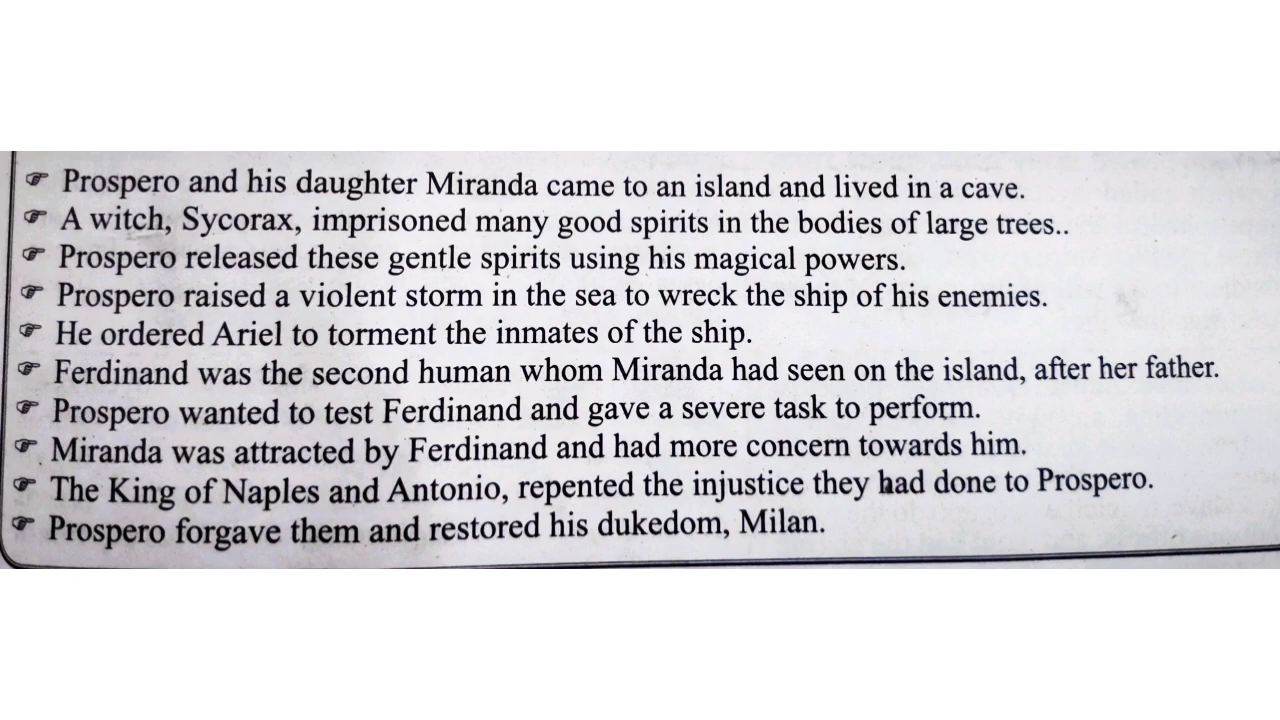 ☞ Prospero and his daughter Miranda came to an island and lived in a cave.
☞ A witch, Sycorax, imprisoned many good spirits in the bodies of large trees..
☞ Prospero released these gentle spirits using his magical powers.
☞ Prospero raised a violent storm in the sea to wreck the ship of his enemies.
☞ He ordered Ariel to torment the inmates of the ship.
☞ Ferdinand was the second human whom Miranda had seen on the island, after her father.
☞ Prospero wanted to test Ferdinand and gave a severe task to perform.
☞ Miranda was attracted by Ferdinand and had more concern towards him.
☞ The King of Naples and Antonio, repented the injustice they had done to Prospero.
☞ Prospero forgave them and restored his dukedom, Milan.